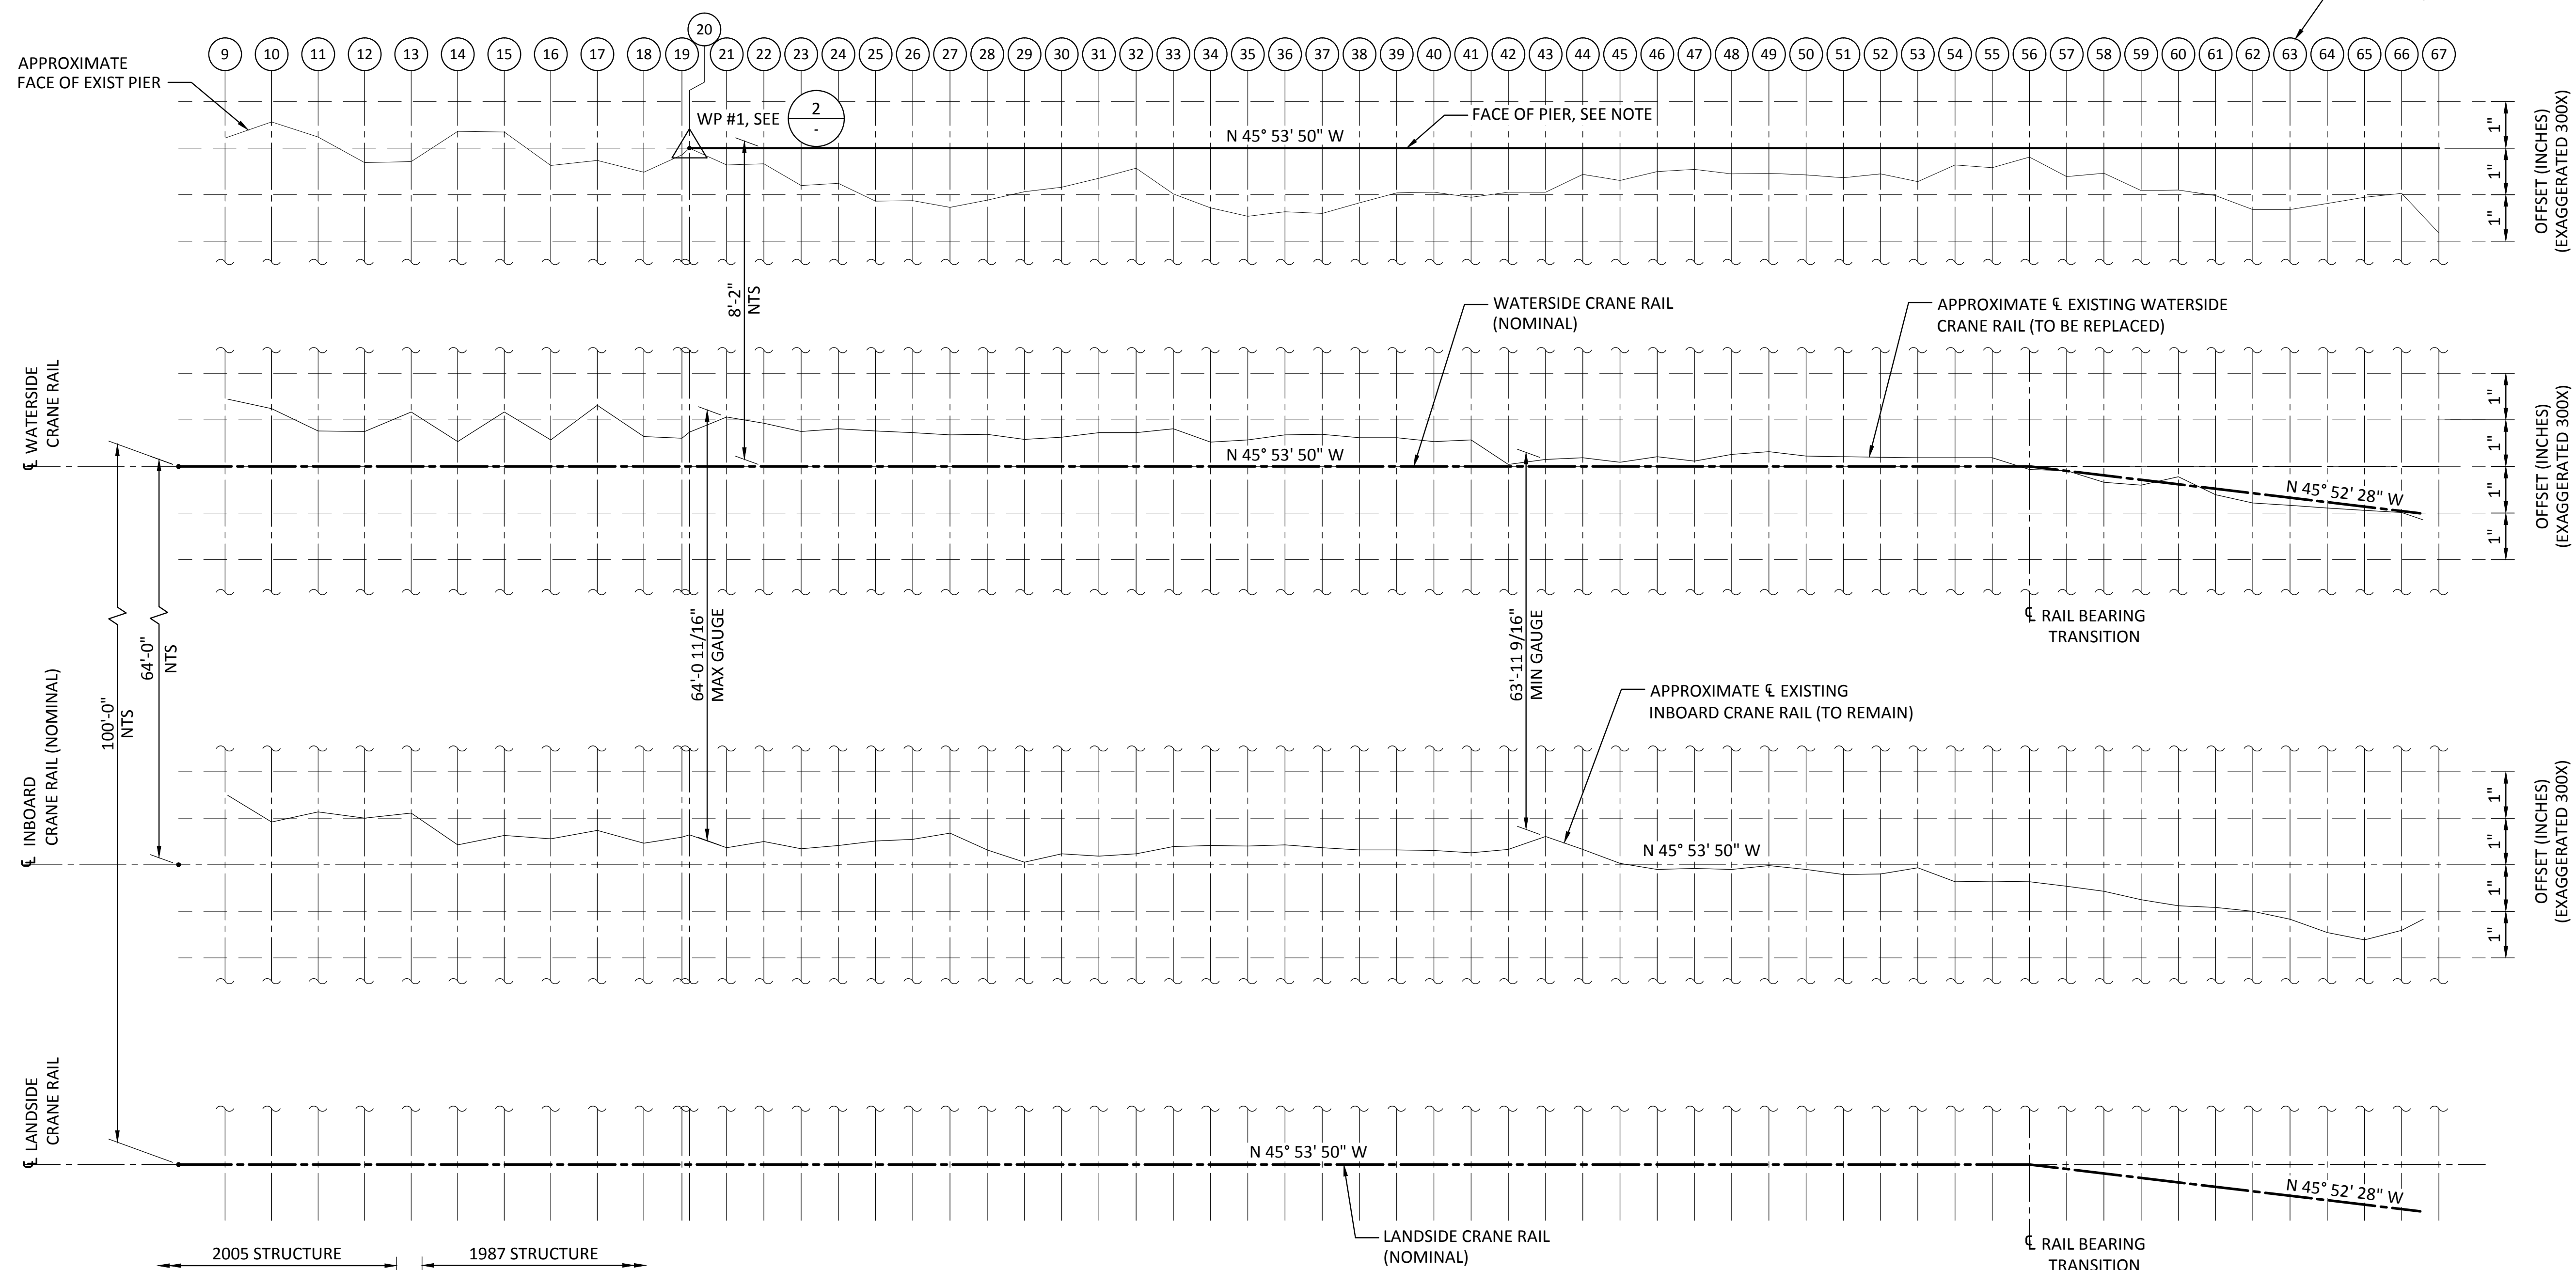 20
9 10 11 12 13 14 15 16 17 18 19 21 22 23 24 25 26 27 28 29 30 31 32 33 34 35 36 37 38 39 40 41 42 43 44 45 46 47 48 49 50 51 52 53 54 55 56 57 58 59 60 61 62 63 64 65 66 67
APPROXIMATE
FACE OF EXIST PIER
WP #1, SEE
2
-
N 45° 53' 50" W
FACE OF PIER, SEE NOTE
1"
1"
1"
OFFSET (INCHES)
(EXAGGERATED 300X)
8'-2"
NTS
WATERSIDE CRANE RAIL
(NOMINAL)
APPROXIMATE ℄ EXISTING WATERSIDE
CRANE RAIL (TO BE REPLACED)
℄ WATERSIDE
CRANE RAIL
N 45° 53' 50" W
N 45° 52' 28" W
1"
1"
1"
1"
OFFSET (INCHES)
(EXAGGERATED 300X)
℄ RAIL BEARING
TRANSITION
100'-0"
NTS
64'-0"
NTS
64'-0 11/16"
MAX GAUGE
63'-11 9/16"
MIN GAUGE
APPROXIMATE ℄ EXISTING
INBOARD CRANE RAIL (TO REMAIN)
℄ INBOARD
CRANE RAIL (NOMINAL)
N 45° 53' 50" W
1"
1"
1"
1"
OFFSET (INCHES)
(EXAGGERATED 300X)
℄ LANDSIDE
CRANE RAIL
N 45° 53' 50" W
N 45° 52' 28" W
LANDSIDE CRANE RAIL
(NOMINAL)
℄ RAIL BEARING
TRANSITION
2005 STRUCTURE
1987 STRUCTURE